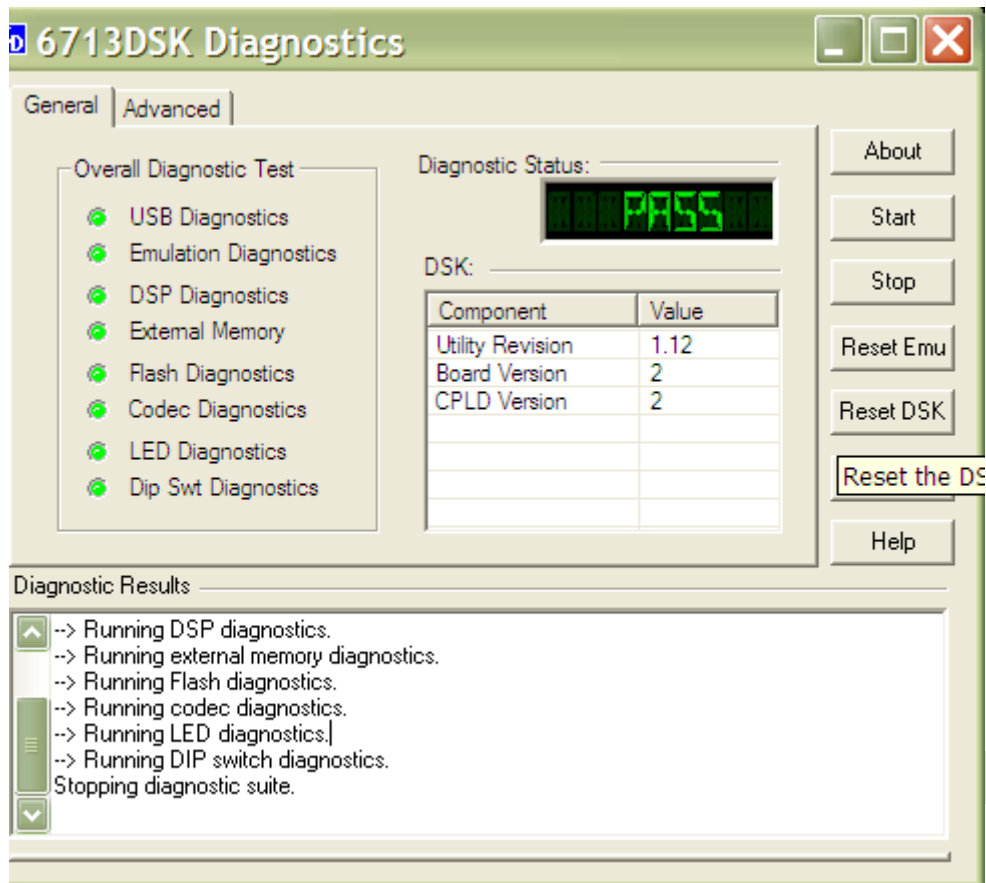 6713DSK Diagnostics
General
Advanced
Overall Diagnostic Test
USB Diagnostics
Emulation Diagnostics
DSP Diagnostics
External Memory
Flash Diagnostics
Codec Diagnostics
LED Diagnostics
Dip Swt Diagnostics
Diagnostic Status:
PASS
DSK:
Component Value
Utility Revision 1.12
Board Version 2
CPLD Version 2
About
Start
Stop
Reset Emu
Reset DSK
Reset the DS
Help
Diagnostic Results
--> Running DSP diagnostics.
--> Running external memory diagnostics.
--> Running Flash diagnostics.
--> Running codec diagnostics.
--> Running LED diagnostics.
--> Running DIP switch diagnostics.
Stopping diagnostic suite.